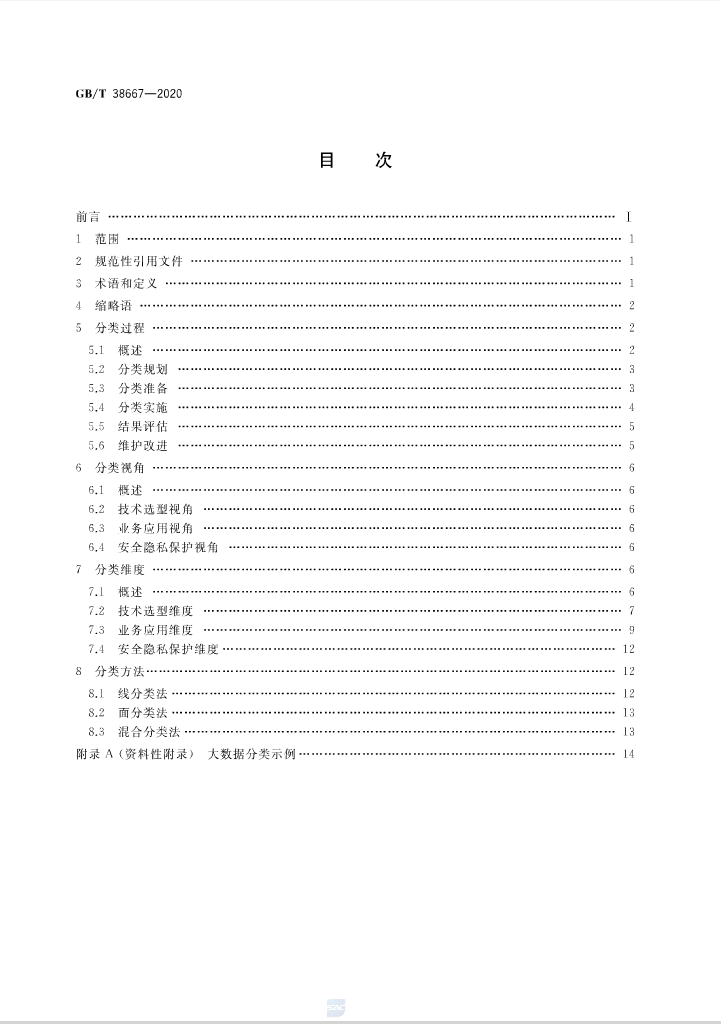 GB/T 38667—2020
目 次
前言 ………………………………………………………………………… Ⅰ
1 范围 ………………………………………………………………………… 1
2 规范性引用文件 ………………………………………………………………………… 1
3 术语和定义 ………………………………………………………………………… 1
4 缩略语 ………………………………………………………………………… 2
5 分类过程 ………………………………………………………………………… 2
5.1 概述 ………………………………………………………………………… 2
5.2 分类规划 ………………………………………………………………………… 3
5.3 分类准备 ………………………………………………………………………… 3
5.4 分类实施 ………………………………………………………………………… 4
5.5 结果评估 ………………………………………………………………………… 5
5.6 维护改进 ………………………………………………………………………… 5
6 分类视角 ………………………………………………………………………… 6
6.1 概述 ………………………………………………………………………… 6
6.2 技术选型视角 ………………………………………………………………………… 6
6.3 业务应用视角 ………………………………………………………………………… 6
6.4 安全隐私保护视角 ………………………………………………………………………… 6
7 分类维度 ………………………………………………………………………… 6
7.1 概述 ………………………………………………………………………… 6
7.2 技术选型维度 ………………………………………………………………………… 7
7.3 业务应用维度 ………………………………………………………………………… 9
7.4 安全隐私保护维度 ………………………………………………………………………… 12
8 分类方法 ………………………………………………………………………… 12
8.1 线分类法 ………………………………………………………………………… 12
8.2 面分类法 ………………………………………………………………………… 13
8.3 混合分类法 ………………………………………………………………………… 13
附录 A(资料性附录) 大数据分类示例 ………………………………………………………………………… 14